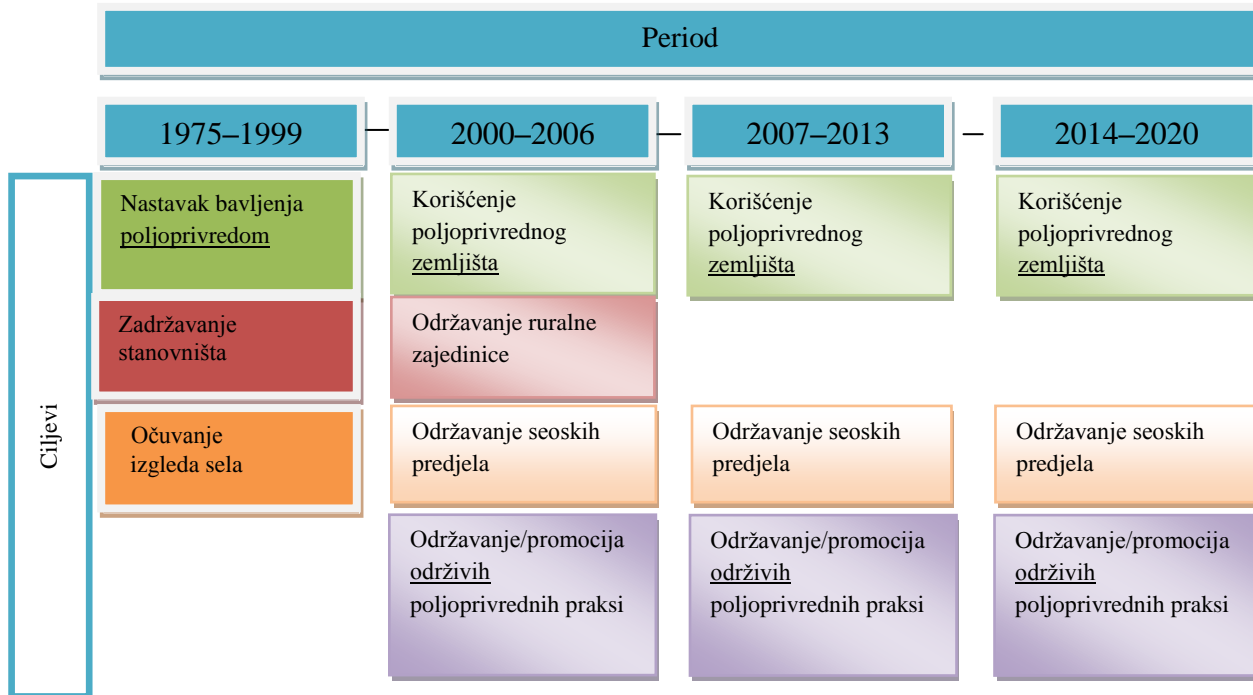 Period
1975–1999 — 2000–2006 — 2007–2013 — 2014–2020
Ciljevi
Nastavak bavljenja
poljoprivredom
Korišćenje
poljoprivrednog
zemljišta
Korišćenje
poljoprivrednog
zemljišta
Korišćenje
poljoprivrednog
zemljišta
Zadržavanje
stanovništa
Održavanje ruralne
zajedinice
Očuvanje
izgleda sela
Održavanje seoskih
predjela
Održavanje seoskih
predjela
Održavanje seoskih
predjela
Održavanje/promocija
održivih
poljoprivrednih praksi
Održavanje/promocija
održivih
poljoprivrednih praksi
Održavanje/promocija
održivih
poljoprivrednih praksi